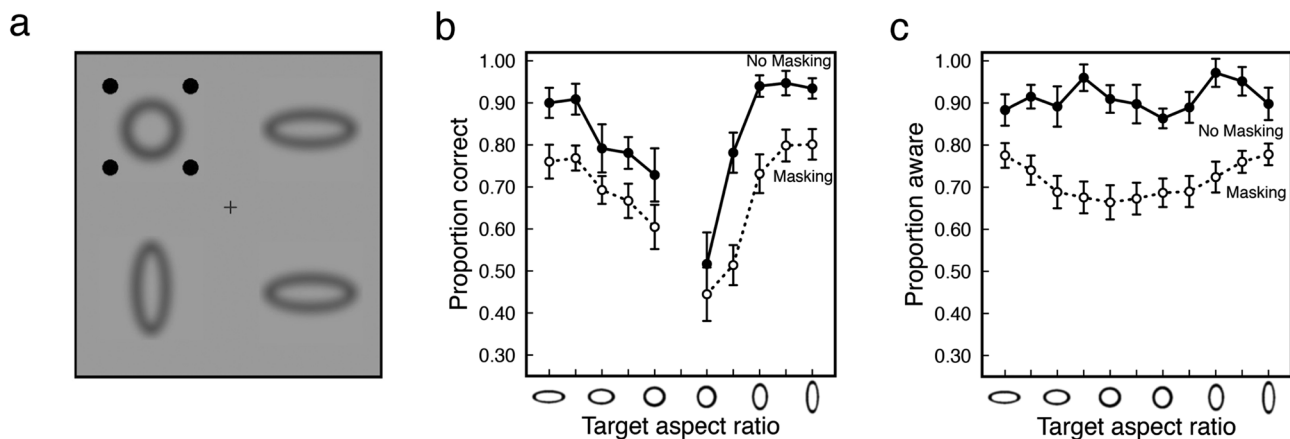 a
b
c
1.00
0.90
0.80
0.70
0.60
0.50
0.40
0.30
Proportion correct
No Masking
Masking
Target aspect ratio
1.00
0.90
0.80
0.70
0.60
0.50
0.40
0.30
Proportion aware
No Masking
Masking
Target aspect ratio